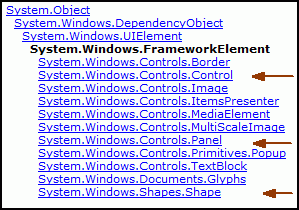 System.Object
System.Windows.DependencyObject
System.Windows.UIElement
System.Windows.FrameworkElement
System.Windows.Controls.Border
System.Windows.Controls.Control
System.Windows.Controls.Image
System.Windows.Controls.ItemsPresenter
System.Windows.Controls.MediaElement
System.Windows.Controls.MultiScaleImage
System.Windows.Controls.Panel
System.Windows.Controls.Primitives.Popup
System.Windows.Controls.TextBlock
System.Windows.Documents.Glyphs
System.Windows.Shapes.Shape